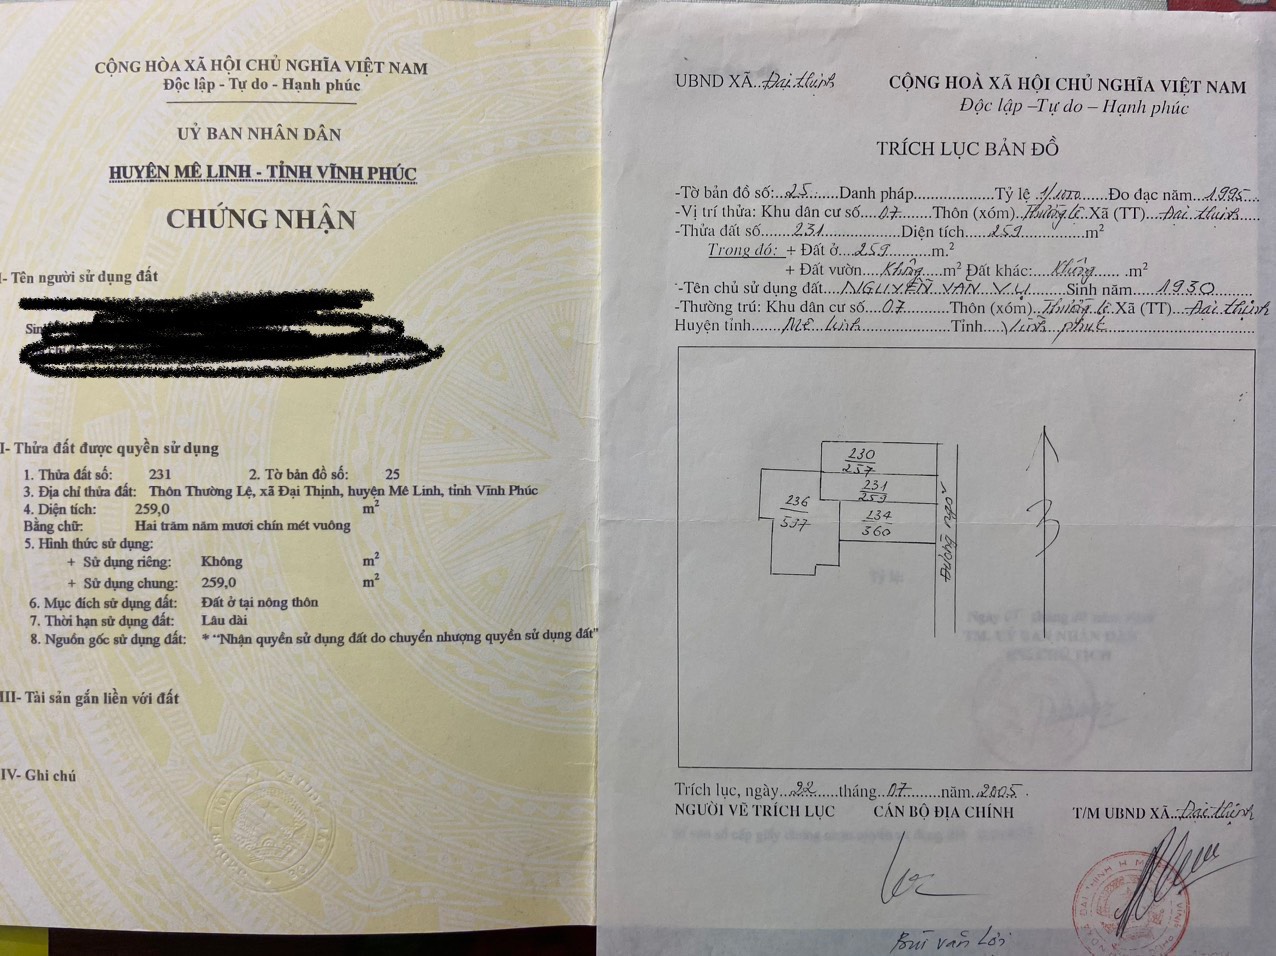 CỘNG HÒA XÃ HỘI CHỦ NGHĨA VIỆT NAM
Độc lập - Tự do - Hạnh phúc
UỶ BAN NHÂN DÂN
HUYỆN MÊ LINH - TỈNH VĨNH PHÚC
CHỨNG NHẬN
I- Tên người sử dụng đất
Sin
I- Thửa đất được quyền sử dụng
1. Thửa đất số: 231 2. Tờ bản đồ số: 25
3. Địa chỉ thửa đất: Thôn Thường Lệ, xã Đại Thịnh, huyện Mê Linh, tỉnh Vĩnh Phúc
4. Diện tích: 259,0 m2
Bằng chữ: Hai trăm năm mươi chín mét vuông
5. Hình thức sử dụng:
+ Sử dụng riêng: Không m2
+ Sử dụng chung: 259,0 m2
6. Mục đích sử dụng đất: Đất ở tại nông thôn
7. Thời hạn sử dụng đất: Lâu dài
8. Nguồn gốc sử dụng đất: * "Nhận quyền sử dụng đất do chuyển nhượng quyền sử dụng đất"
III- Tài sản gắn liền với đất
IV- Ghi chú
UBND XÃ...Đại thịnh
CỘNG HOÀ XÃ HỘI CHỦ NGHĨA VIỆT NAM
Độc lập –Tự do – Hạnh phúc
TRÍCH LỤC BẢN ĐỒ
-Tờ bản đồ số:..25......Danh pháp................Tỷ lệ 1/1000..Đo đạc năm..1995.
-Vị trí thửa: Khu dân cư số....07.......Thôn (xóm)..Thường lệ.Xã (TT)...Đại thịnh....
-Thửa đất số.......231..................Diện tích.....259...............m2
Trong đó: + Đất ở ..259........m.2
+ Đất vườn...Không....m2 Đất khác:..Không...... .m2
-Tên chủ sử dụng đất...NGUYỄN VĂN VỤ........Sinh năm .1930.........
-Thường trú: Khu dân cư số..07.........Thôn (xóm)..Thường lệ.Xã (TT)...Đại thịnh
Huyện tỉnh......Mê linh.....................Tỉnh....Vĩnh phúc
230
257
231
259
236
597
134
360
Đường ngõ
B
Trích lục, ngày...22......tháng...07......năm..2005.
NGƯỜI VẼ TRÍCH LỤC CÁN BỘ ĐỊA CHÍNH T/M UBND XÃ..Đại thịnh
Bùi Văn Lợi